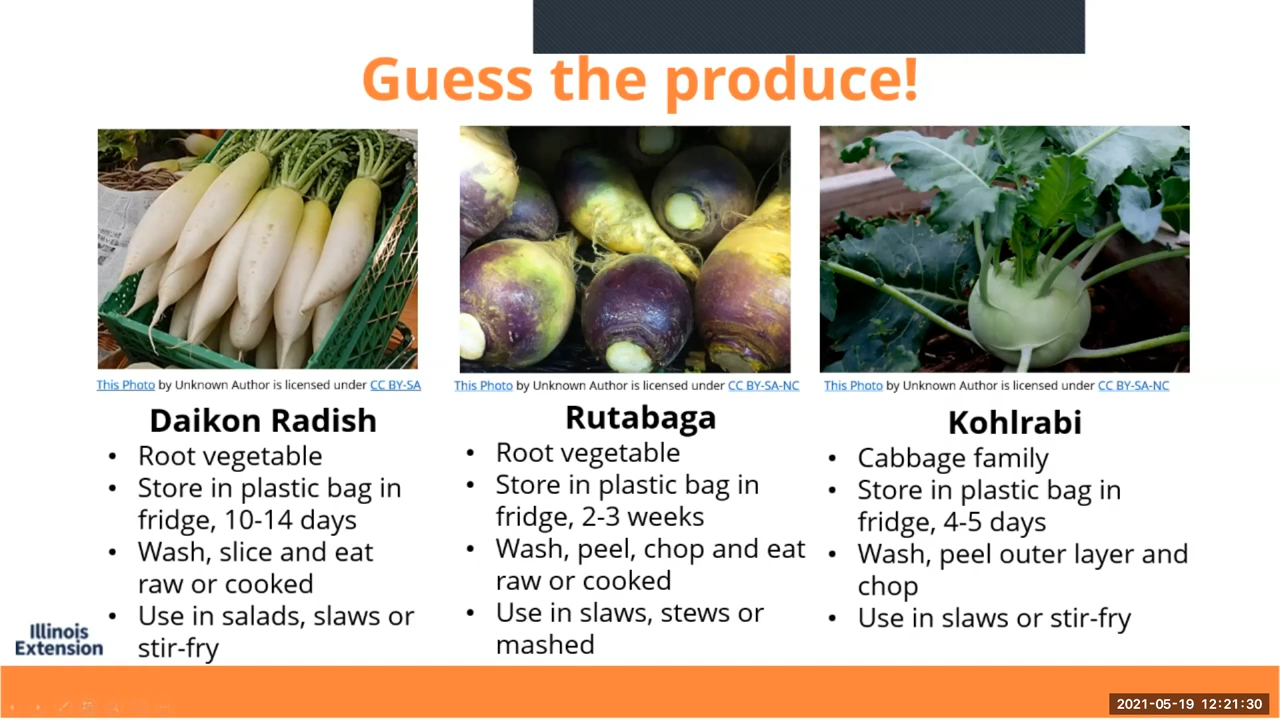 Guess the produce!
This Photo by Unknown Author is licensed under CC BY-SA
Daikon Radish
• Root vegetable
• Store in plastic bag in
fridge, 10-14 days
• Wash, slice and eat
raw or cooked
• Use in salads, slaws or
stir-fry
This Photo by Unknown Author is licensed under CC BY-SA-NC
Rutabaga
• Root vegetable
• Store in plastic bag in
fridge, 2-3 weeks
• Wash, peel, chop and eat
raw or cooked
• Use in slaws, stews or
mashed
This Photo by Unknown Author is licensed under CC BY-SA-NC
Kohlrabi
• Cabbage family
• Store in plastic bag in
fridge, 4-5 days
• Wash, peel outer layer and
chop
• Use in slaws or stir-fry
Illinois
Extension
2021-05-19 12:21:30